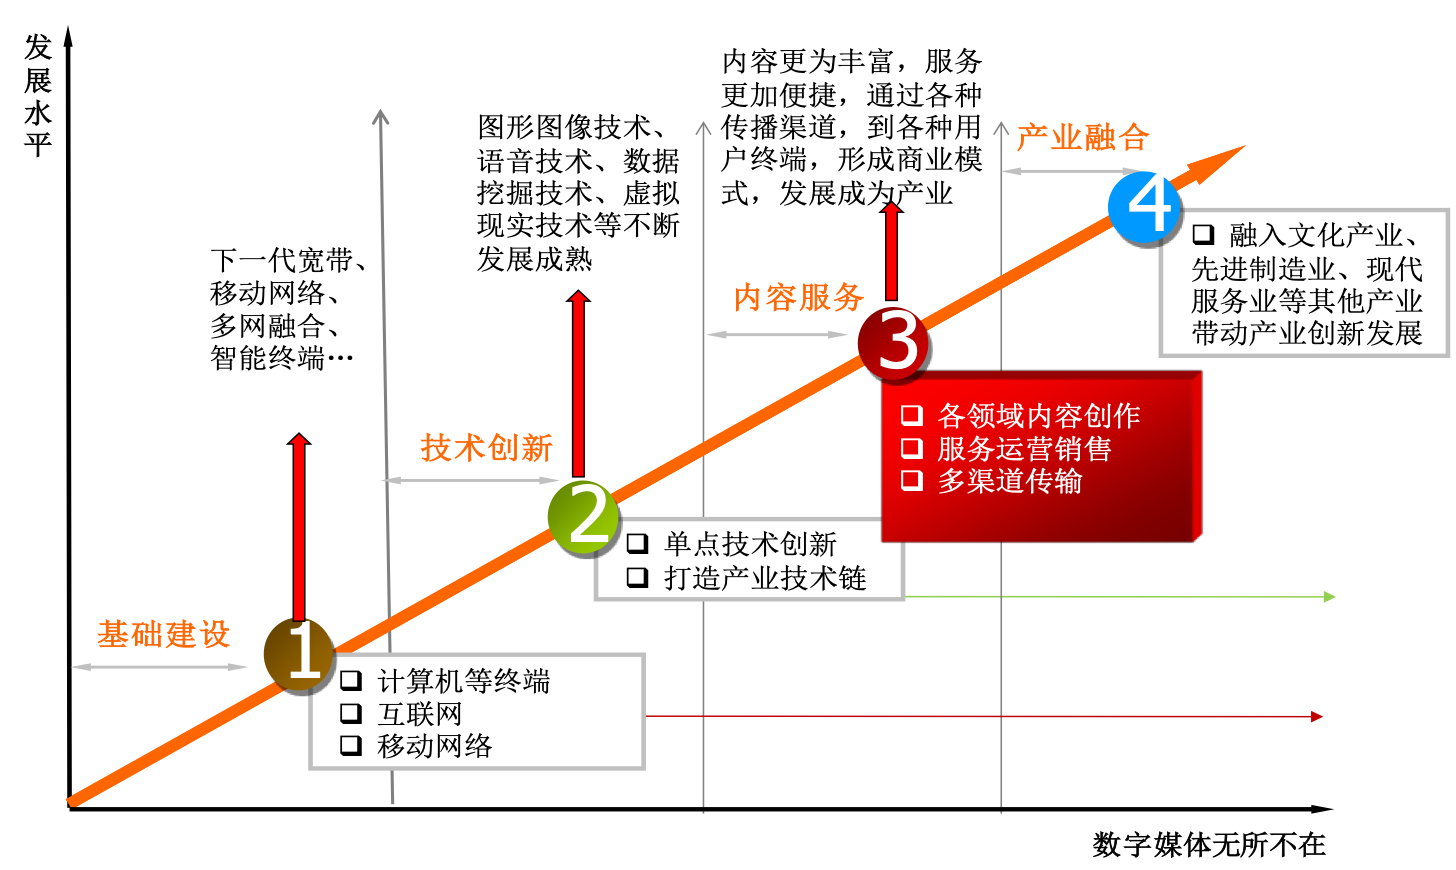 发
展
水
平
内容更为丰富，服务
更加便捷，通过各种
传播渠道，到各种用
户终端，形成商业模
式，发展成为产业
图形图像技术、
语音技术、数据
挖掘技术、虚拟
现实技术等不断
发展成熟
下一代宽带、
移动网络、
多网融合、
智能终端…
产业融合
4
融入文化产业、
先进制造业、现代
服务业等其他产业
带动产业创新发展
内容服务
3
各领域内容创作
服务运营销售
多渠道传输
技术创新
2
单点技术创新
打造产业技术链
基础建设
1
计算机等终端
互联网
移动网络
数字媒体无所不在